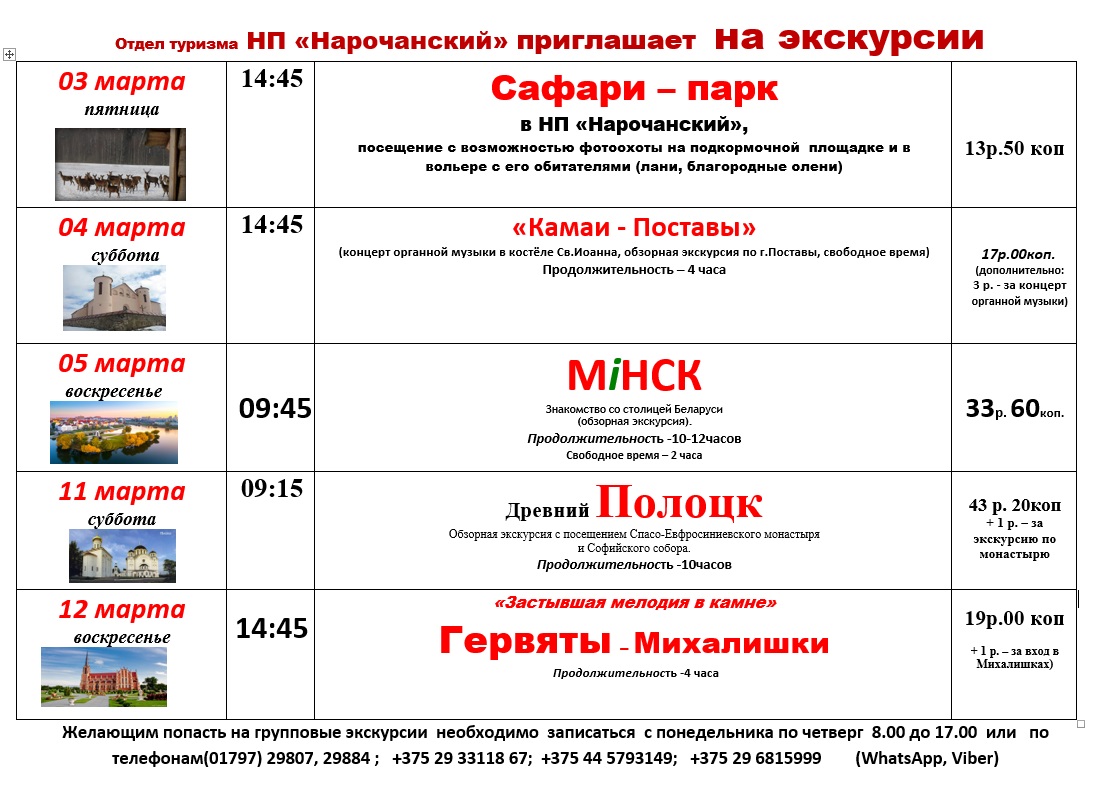 Отдел туризма НП «Нарочанский» приглашает на экскурсии
03 марта
пятница
14:45
Сафари – парк
в НП «Нарочанский»,
посещение с возможностью фотоохоты на подкормочной площадке и в
вольере с его обитателями (лани, благородные олени)
13р.50 коп
04 марта
суббота
14:45
«Камаи - Поставы»
(концерт органной музыки в костёле Св.Иоанна, обзорная экскурсия по г.Поставы, свободное время)
Продолжительность – 4 часа
17р.00коп.
(дополнительно:
3 р. - за концерт
органной музыки)
05 марта
воскресенье
09:45
МіНСК
Знакомство со столицей Беларуси
(обзорная экскурсия).
Продолжительность -10-12часов
Свободное время – 2 часа
33р. 60коп.
11 марта
суббота
09:15
Древний Полоцк
Обзорная экскурсия с посещением Спасо-Евфросиниевского монастыря
и Софийского собора.
Продолжительность -10часов
43 р. 20коп
+ 1 р. – за
экскурсию по
монастырю
12 марта
воскресенье
14:45
«Застывшая мелодия в камне»
Гервяты - Михалишки
Продолжительность -4 часа
19р.00 коп
+ 1 р. – за вход в
Михалишках)
Желающим попасть на групповые экскурсии необходимо записаться с понедельника по четверг 8.00 до 17.00 или по
телефонам(01797) 29807, 29884 ; +375 29 33118 67; +375 44 5793149; +375 29 6815999 (WhatsApp, Viber)